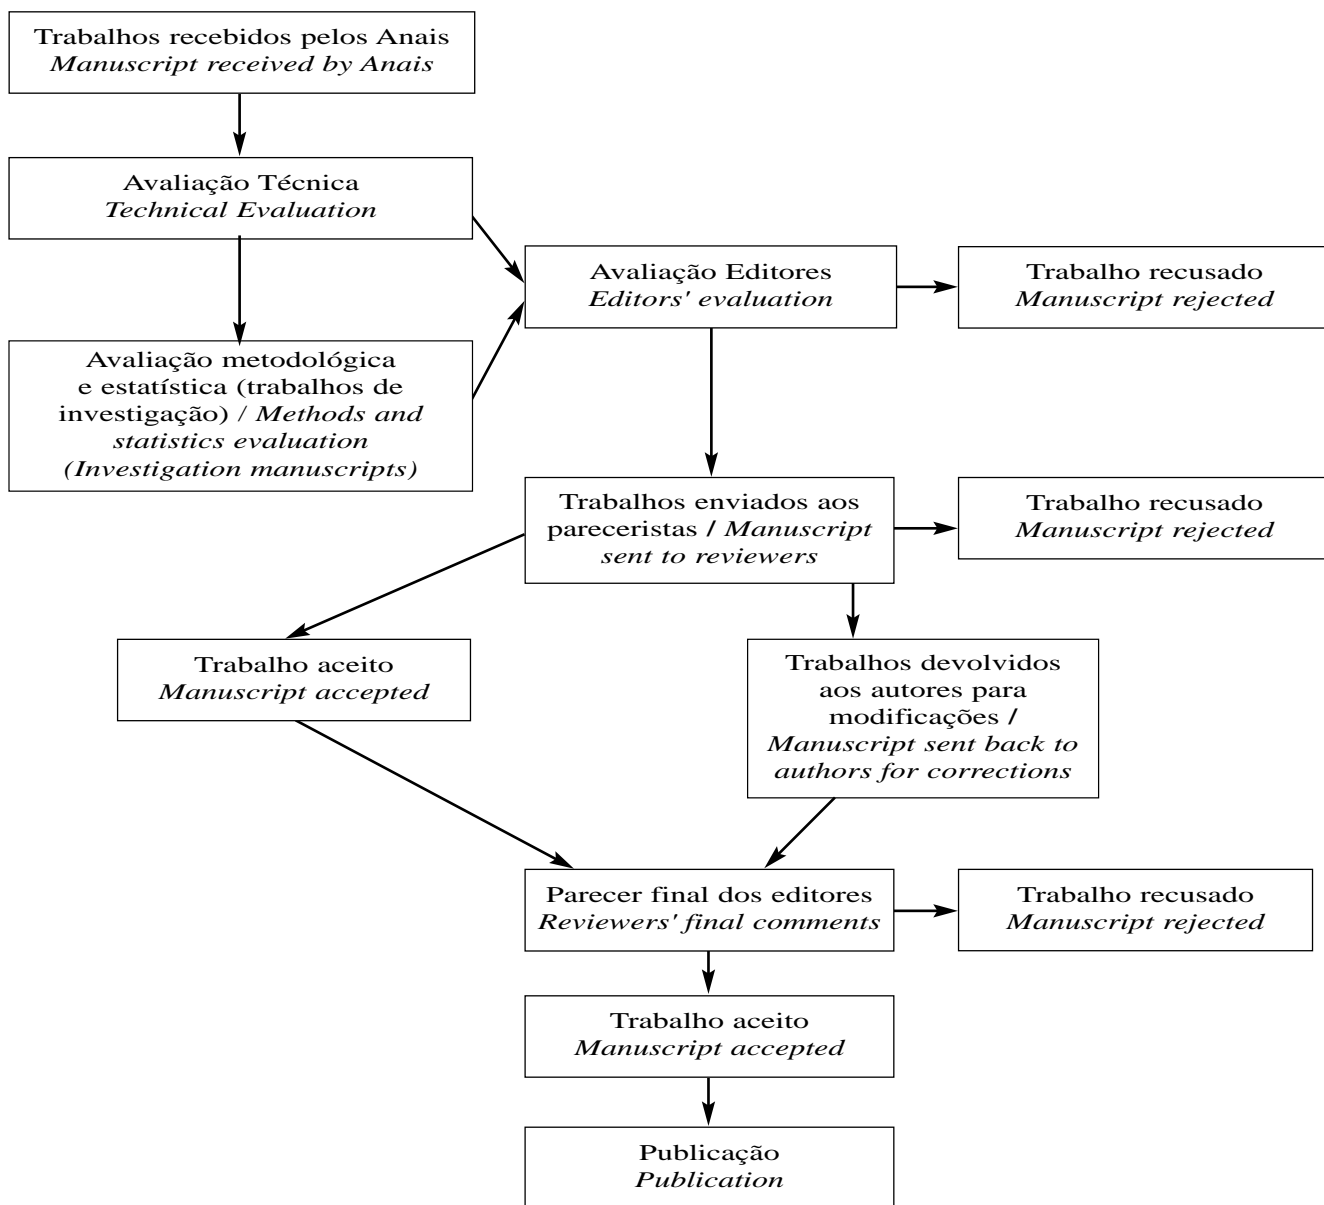 Trabalhos recebidos pelos Anais
Manuscript received by Anais
Avaliação Técnica
Technical Evaluation
Avaliação Editores
Editors' evaluation
Trabalho recusado
Manuscript rejected
Avaliação metodológica
e estatística (trabalhos de
investigação) / Methods and
statistics evaluation
(Investigation manuscripts)
Trabalhos enviados aos
pareceristas / Manuscript
sent to reviewers
Trabalho recusado
Manuscript rejected
Trabalho aceito
Manuscript accepted
Trabalhos devolvidos
aos autores para
modificações /
Manuscript sent back to
authors for corrections
Parecer final dos editores
Reviewers' final comments
Trabalho recusado
Manuscript rejected
Trabalho aceito
Manuscript accepted
Publicação
Publication